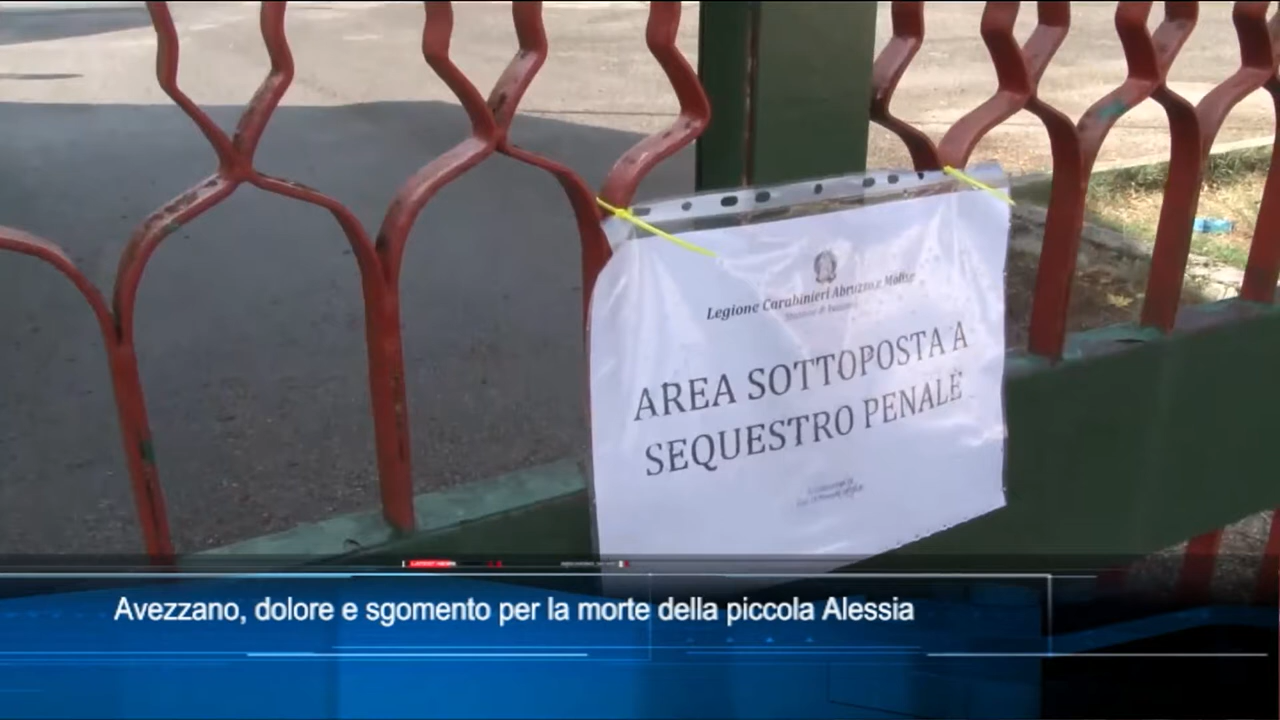 Legione Carabinieri Abruzzo e Molise
AREA SOTTOPOSTA A
SEQUESTRO PENALE
Avezzano, dolore e sgomento per la morte della piccola Alessia